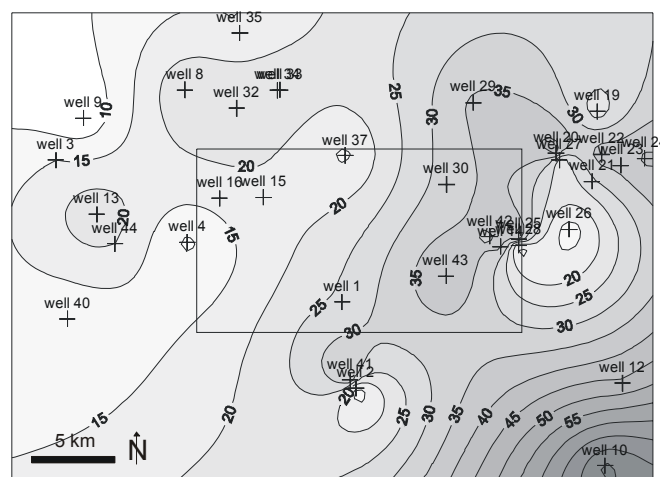 well 35
well 8
well 33
well 32
25
30
well 29
35
30
well 19
well 9
10
well 3
15
well 37
20
well 20
well 27
well 22
well 23
well 24
well 21
well 30
well 16
well 15
20
well 13
20
well 44
well 4
15
well 42
well 25
well 28
well 26
20
25
30
35
well 43
well 1
25
30
well 40
well 41
well 2
20
well 12
15
20
25
30
35
40
45
50
55
well 10
5 km
N